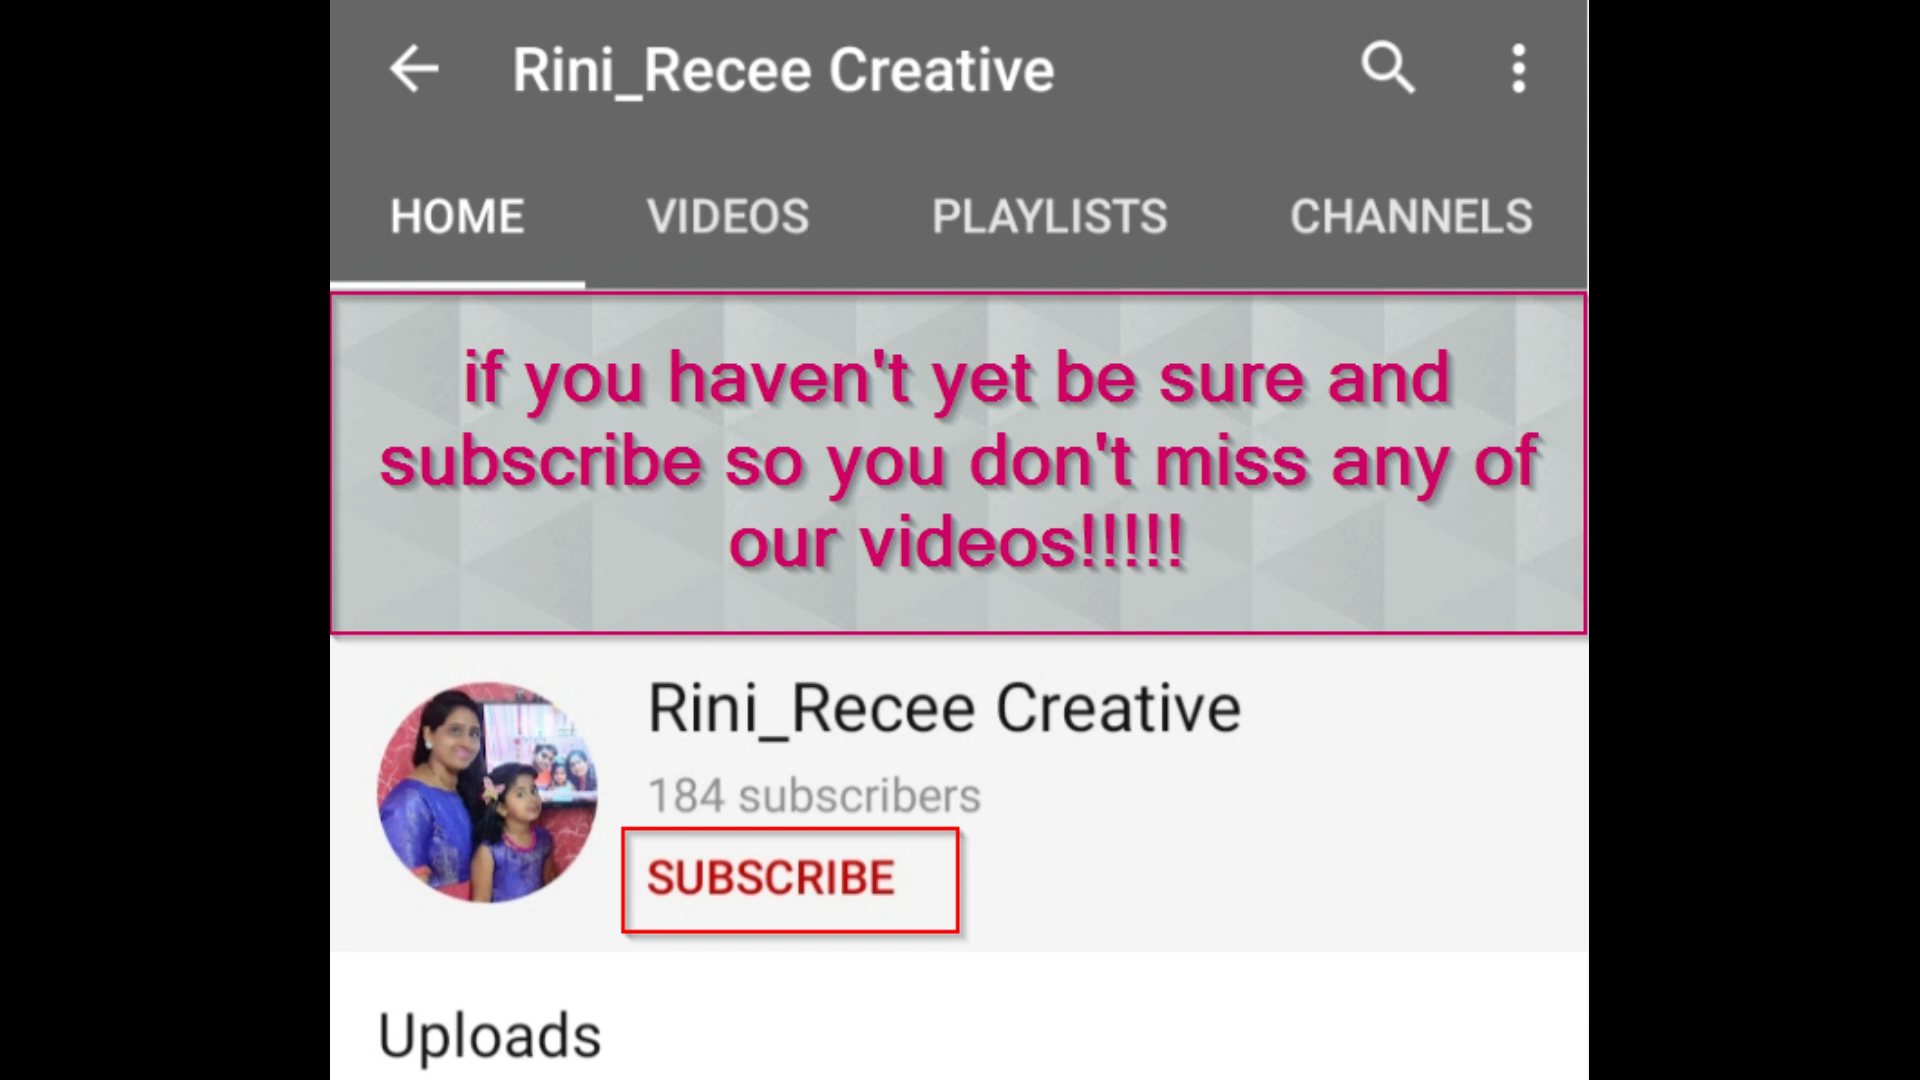 Rini_Recee Creative
HOME VIDEOS PLAYLISTS CHANNELS
if you haven't yet be sure and
subscribe so you don't miss any of
our videos!!!!!
Rini_Recee Creative
184 subscribers
SUBSCRIBE
Uploads